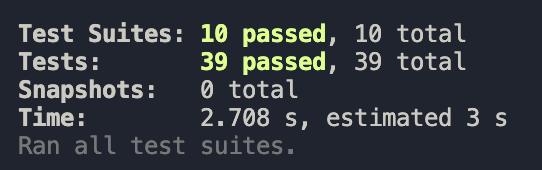 Test Suites: 10 passed, 10 total
Tests:       39 passed, 39 total
Snapshots:   0 total
Time:        2.708 s, estimated 3 s
Ran all test suites.